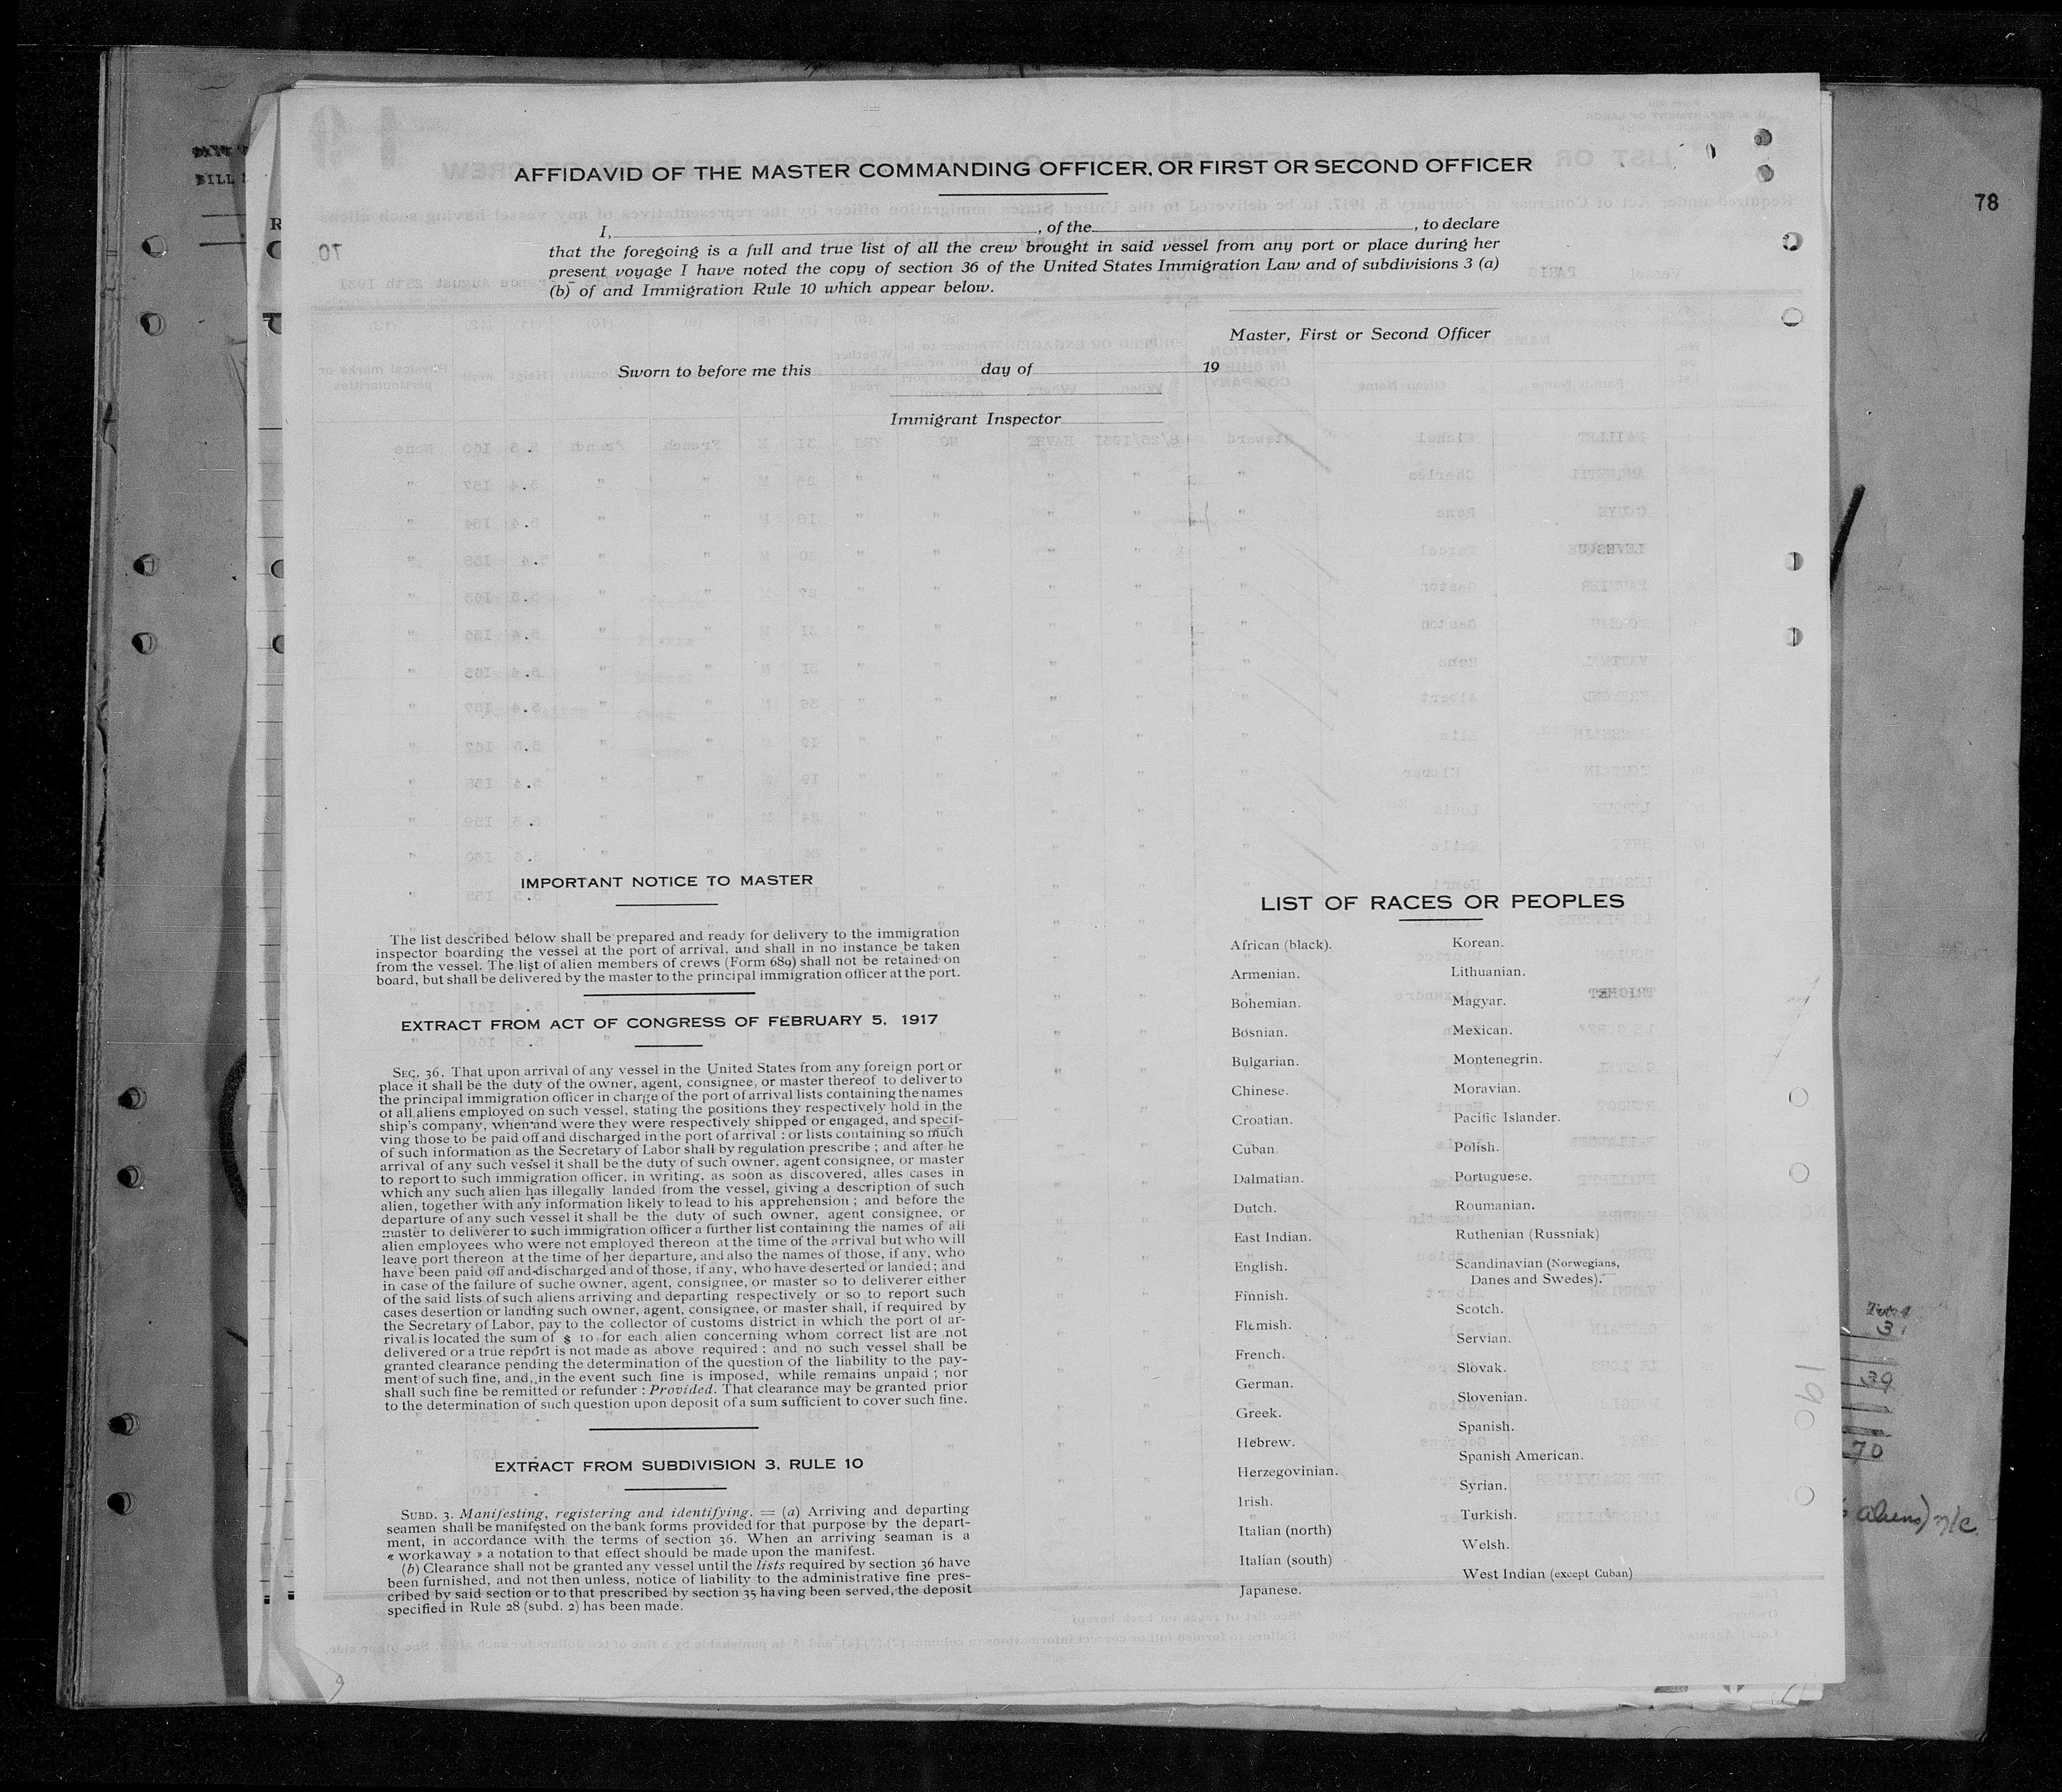 78
AFFIDAVID OF THE MASTER COMMANDING OFFICER, OR FIRST OR SECOND OFFICER
I, , of the , to declare
that the foregoing is a full and true list of all the crew brought in said vessel from any port or place during her
present voyage I have noted the copy of section 36 of the United States Immigration Law and of subdivisions 3 (a)
(b) of and Immigration Rule 10 which appear below.
Master, First or Second Officer
Sworn to before me this day of 19
Immigrant Inspector
IMPORTANT NOTICE TO MASTER
The list described below shall be prepared and ready for delivery to the immigration
inspector boarding the vessel at the port of arrival, and shall in no instance be taken
from the vessel. The list of alien members of crews (Form 689) shall not be retained on
board, but shall be delivered by the master to the principal immigration officer at the port.
EXTRACT FROM ACT OF CONGRESS OF FEBRUARY 5, 1917
SEC. 36. That upon arrival of any vessel in the United States from any foreign port or
place it shall be the duty of the owner, agent, consignee, or master thereof to deliver to
the principal immigration officer in charge of the port of arrival lists containing the names
of all aliens employed on such vessel, stating the positions they respectively hold in the
ship's company, when and were they were respectively shipped or engaged, and specif-
ving those to be paid off and discharged in the port of arrival : or lists containing so much
of such information as the Secretary of Labor shall by regulation prescribe ; and after he
arrival of any such vessel it shall be the duty of such owner, agent consignee, or master
to report to such immigration officer, in writing, as soon as discovered, alles cases in
which any such alien has illegally landed from the vessel, giving a description of such
alien, together with any information likely to lead to his apprehension ; and before the
departure of any such vessel it shall be the duty of such owner, agent consignee, or
master to deliverer to such immigration officer a further list containing the names of all
alien employees who were not employed thereon at the time of the arrival but who will
leave port thereon at the time of her departure, and also the names of those, if any, who
have been paid off and discharged and of those, if any, who have deserted or landed ; and
in case of the failure of suche owner, agent, consignee, or master so to deliverer either
of the said lists of such aliens arriving and departing respectively or so to report such
cases desertion or landing such owner, agent, consignee, or master shall, if required by
the Secretary of Labor, pay to the collector of customs district in which the port of ar-
rival is located the sum of $ 10 for each alien concerning whom correct list are not
delivered or a true report is not made as above required ; and no such vessel shall be
granted clearance pending the determination of the question of the liability to the pay-
ment of such fine, and, in the event such fine is imposed, while remains unpaid ; nor
shall such fine be remitted or refunder : Provided. That clearance may be granted prior
to the determination of such question upon deposit of a sum sufficient to cover such fine.
EXTRACT FROM SUBDIVISION 3, RULE 10
SUBD. 3. Manifesting, registering and identifying. = (a) Arriving and departing
seamen shall be manifested on the bank forms provided for that purpose by the depart-
ment, in accordance with the terms of section 36. When an arriving seaman is a
« workaway » a notation to that effect should be made upon the manifest.
(b) Clearance shall not be granted any vessel until the lists required by section 36 have
been furnished, and not then unless, notice of liability to the administrative fine pres-
cribed by said section or to that prescribed by section 35 having been served, the deposit
specified in Rule 28 (subd. 2) has been made.
LIST OF RACES OR PEOPLES
African (black).
Armenian.
Bohemian.
Bosnian.
Bulgarian.
Chinese.
Croatian.
Cuban.
Dalmatian.
Dutch.
East Indian.
English.
Finnish.
Flemish.
French.
German.
Greek.
Hebrew.
Herzegovinian.
Irish.
Italian (north)
Italian (south)
Japanese.
Korean.
Lithuanian.
Magyar.
Mexican.
Montenegrin.
Moravian.
Pacific Islander.
Polish.
Portuguese.
Roumanian.
Ruthenian (Russniak)
Scandinavian (Norwegians,
Danes and Swedes).
Scotch.
Servian.
Slovak.
Slovenian.
Spanish.
Spanish American.
Syrian.
Turkish.
Welsh.
West Indian (except Cuban)
Total
31
39
70
aliens)